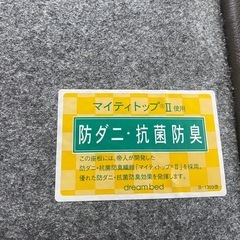 マイティトップ®Ⅱ使用
防ダニ・抗菌防臭
この座褥には、帝人が開発した
防ダニ・抗菌防臭繊維「マイティトップ®Ⅱ」を採用。
優れた防ダニ・抗菌防臭効果を発揮します。
dream bed